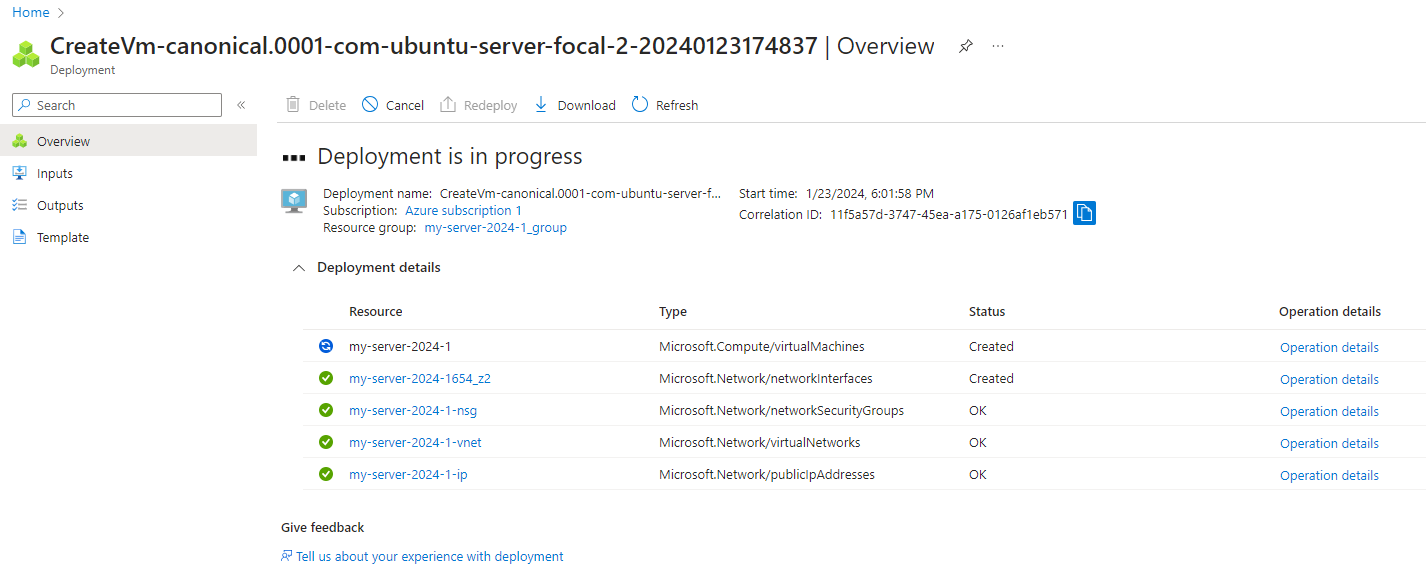 Home
CreateVm-canonical.0001-com-ubuntu-server-focal-2-20240123174837 | Overview
Deployment
Search
Delete Cancel Redeploy Download Refresh
Overview
Inputs
Outputs
Template
Deployment is in progress
Deployment name: CreateVm-canonical.0001-com-ubuntu-server-f...
Subscription: Azure subscription 1
Resource group: my-server-2024-1_group
Start time: 1/23/2024, 6:01:58 PM
Correlation ID: 11f5a57d-3747-45ea-a175-0126af1eb571
Deployment details
Resource Type Status Operation details
my-server-2024-1 Microsoft.Compute/virtualMachines Created Operation details
my-server-2024-1654_z2 Microsoft.Network/networkInterfaces Created Operation details
my-server-2024-1-nsg Microsoft.Network/networkSecurityGroups OK Operation details
my-server-2024-1-vnet Microsoft.Network/virtualNetworks OK Operation details
my-server-2024-1-ip Microsoft.Network/publicIpAddresses OK Operation details
Give feedback
Tell us about your experience with deployment